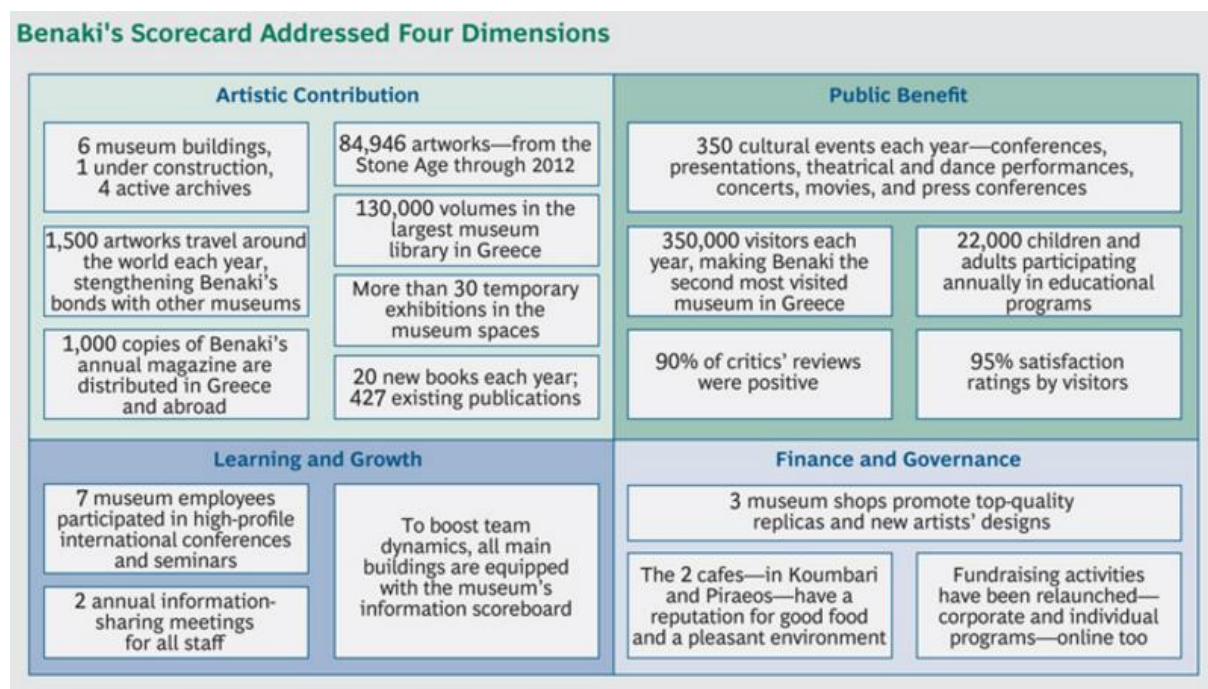 Benaki's Scorecard Addressed Four Dimensions
Artistic Contribution
6 museum buildings,
1 under construction,
4 active archives
1,500 artworks travel around
the world each year,
stengthening Benaki's
bonds with other museums
1,000 copies of Benaki's
annual magazine are
distributed in Greece
and abroad
84,946 artworks—from the
Stone Age through 2012
130,000 volumes in the
largest museum
library in Greece
More than 30 temporary
exhibitions in the
museum spaces
20 new books each year;
427 existing publications
Public Benefit
350 cultural events each year—conferences,
presentations, theatrical and dance performances,
concerts, movies, and press conferences
350,000 visitors each
year, making Benaki the
second most visited
museum in Greece
22,000 children and
adults participating
annually in educational
programs
90% of critics’ reviews
were positive
95% satisfaction
ratings by visitors
Learning and Growth
7 museum employees
participated in high-profile
international conferences
and seminars
2 annual information-
sharing meetings
for all staff
To boost team
dynamics, all main
buildings are equipped
with the museum’s
information scoreboard
Finance and Governance
3 museum shops promote top-quality
replicas and new artists’ designs
The 2 cafes—in Koumbari
and Piraeos—have a
reputation for good food
and a pleasant environment
Fundraising activities
have been relaunched—
corporate and individual
programs—online too